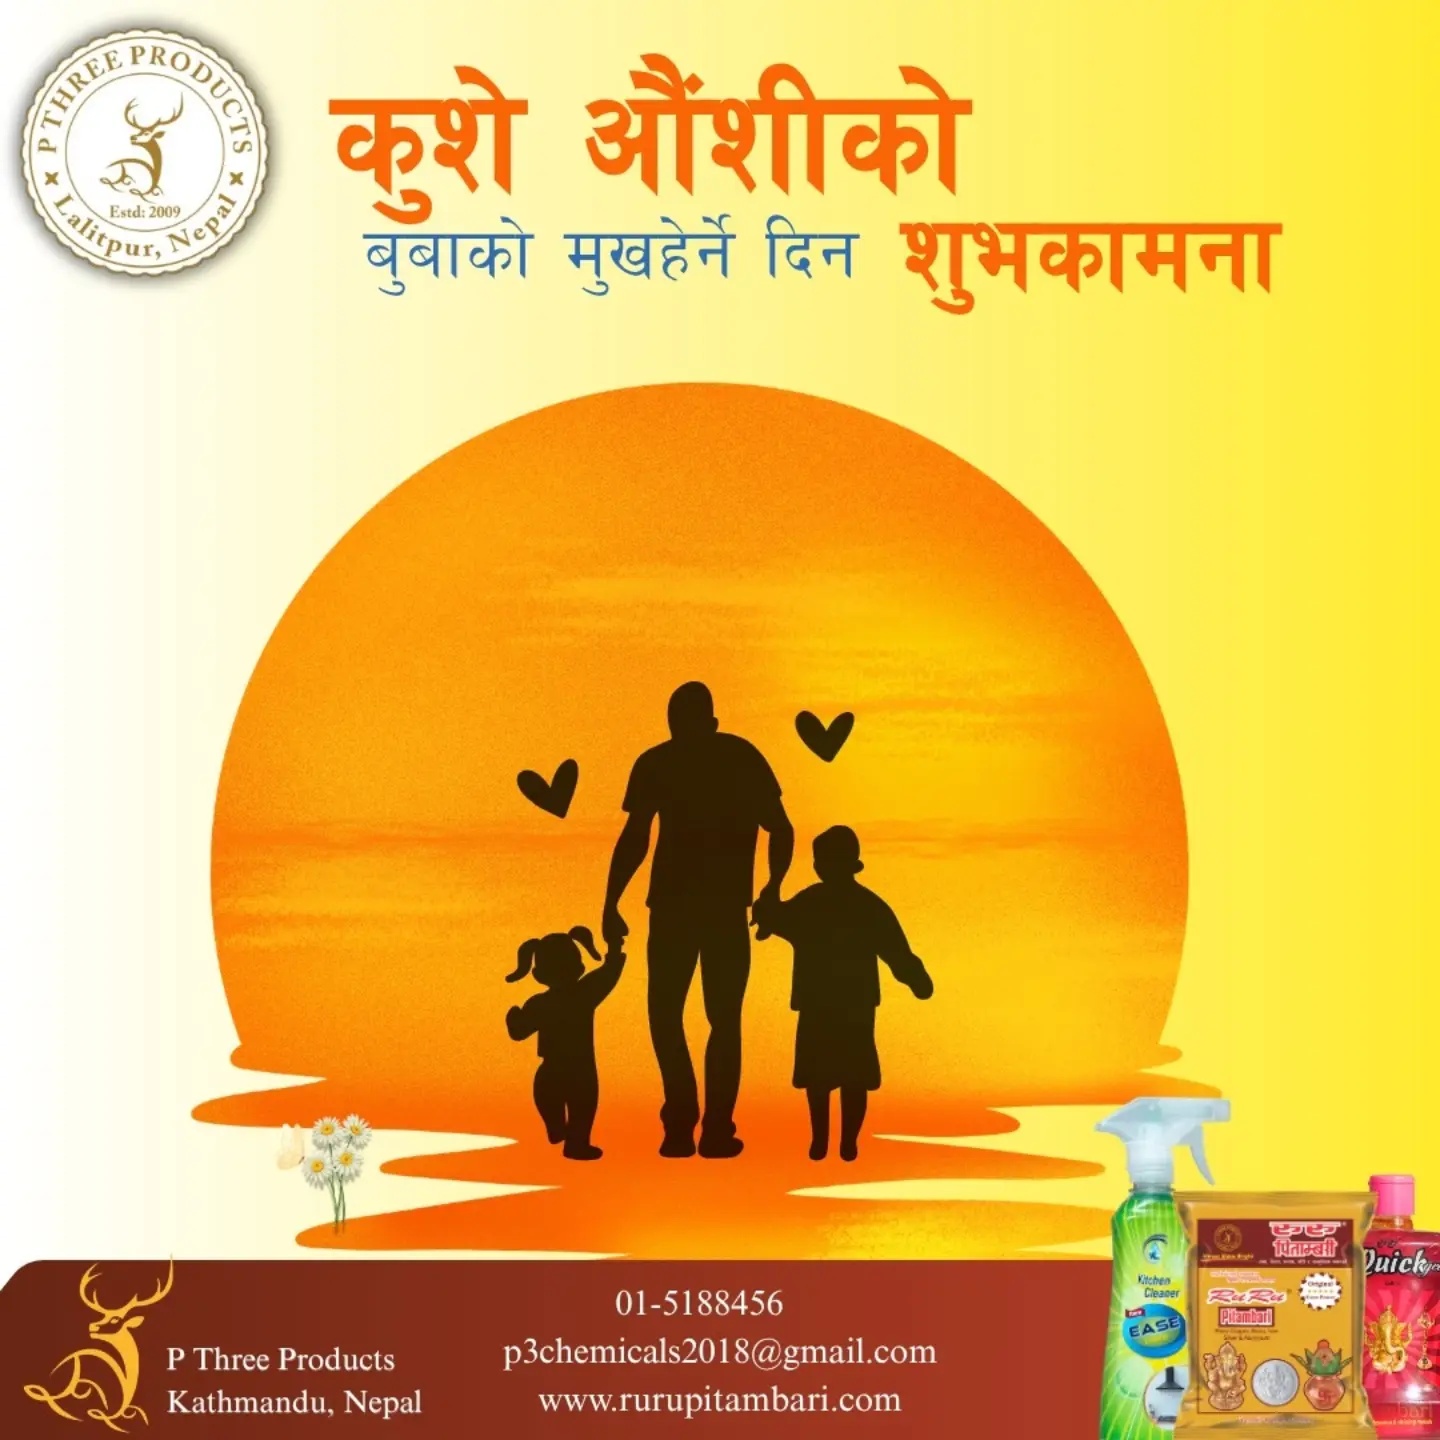 P THREE PRODUCTS
Estd: 2009
Lalitpur, Nepal
कुशे औंशीको
बुबाको मुखहेर्ने दिन शुभकामना
P Three Products
Kathmandu, Nepal
01-5188456
p3chemicals2018@gmail.com
www.rurupitambari.com
Kitchen
Cleaner
EASE
रुरु
पिताम्बरी
RuRu
Pitambari
Original
Quick